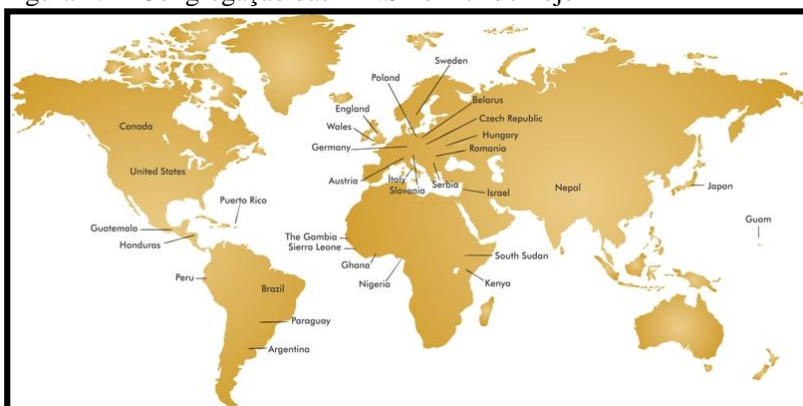 Sweden
Poland
Belarus
England
Czech Republic
Canada
Wales
Hungary
Germany
Romania
United States
Austria
Italy
Slovenia
Serbia
Israel
Nepal
Japan
Puerto Rico
Guam
Guatemala
Honduras
The Gambia
Sierra Leone
South Sudan
Ghana
Peru
Brazil
Nigeria
Kenya
Paraguay
Argentina